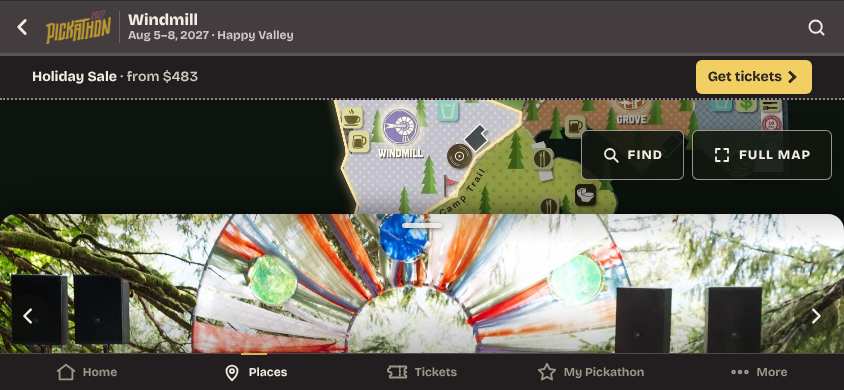 PICKATHON
Windmill
Aug 5–8, 2027 · Happy Valley
Holiday Sale · from $483
Get tickets
WINDMILL
GROVE
Camp Trail
FIND
FULL MAP
Home
Places
Tickets
My Pickathon
More